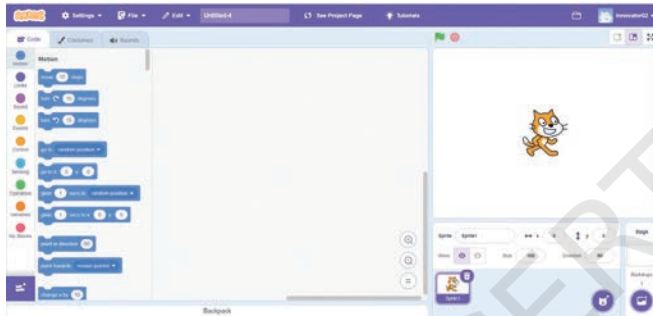 SCRATCH Settings File Edit Untitled-4 See Project Page Tutorials innovator02
Code Costumes Sounds
Motion
Motion
Looks
Sound
Events
Control
Sensing
Operators
Variables
My Blocks
move 10 steps
turn 15 degrees
turn 15 degrees
go to random position
go to x: 0 y: 0
glide 1 secs to random position
glide 1 secs to x: 0 y: 0
point in direction 90
point towards mouse-pointer
change x by 10
Backpack
Sprite Sprite1 x y
Show Size 100 Direction 90
Sprite1
Stage
Backdrops
1